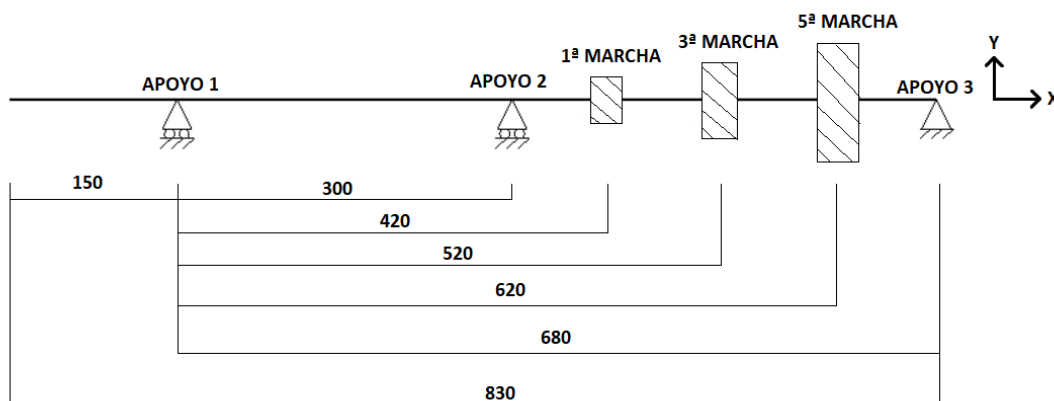 5ª MARCHA
3ª MARCHA
1ª MARCHA
Y
APOYO 1
APOYO 2
APOYO 3
X
150
300
420
520
620
680
830